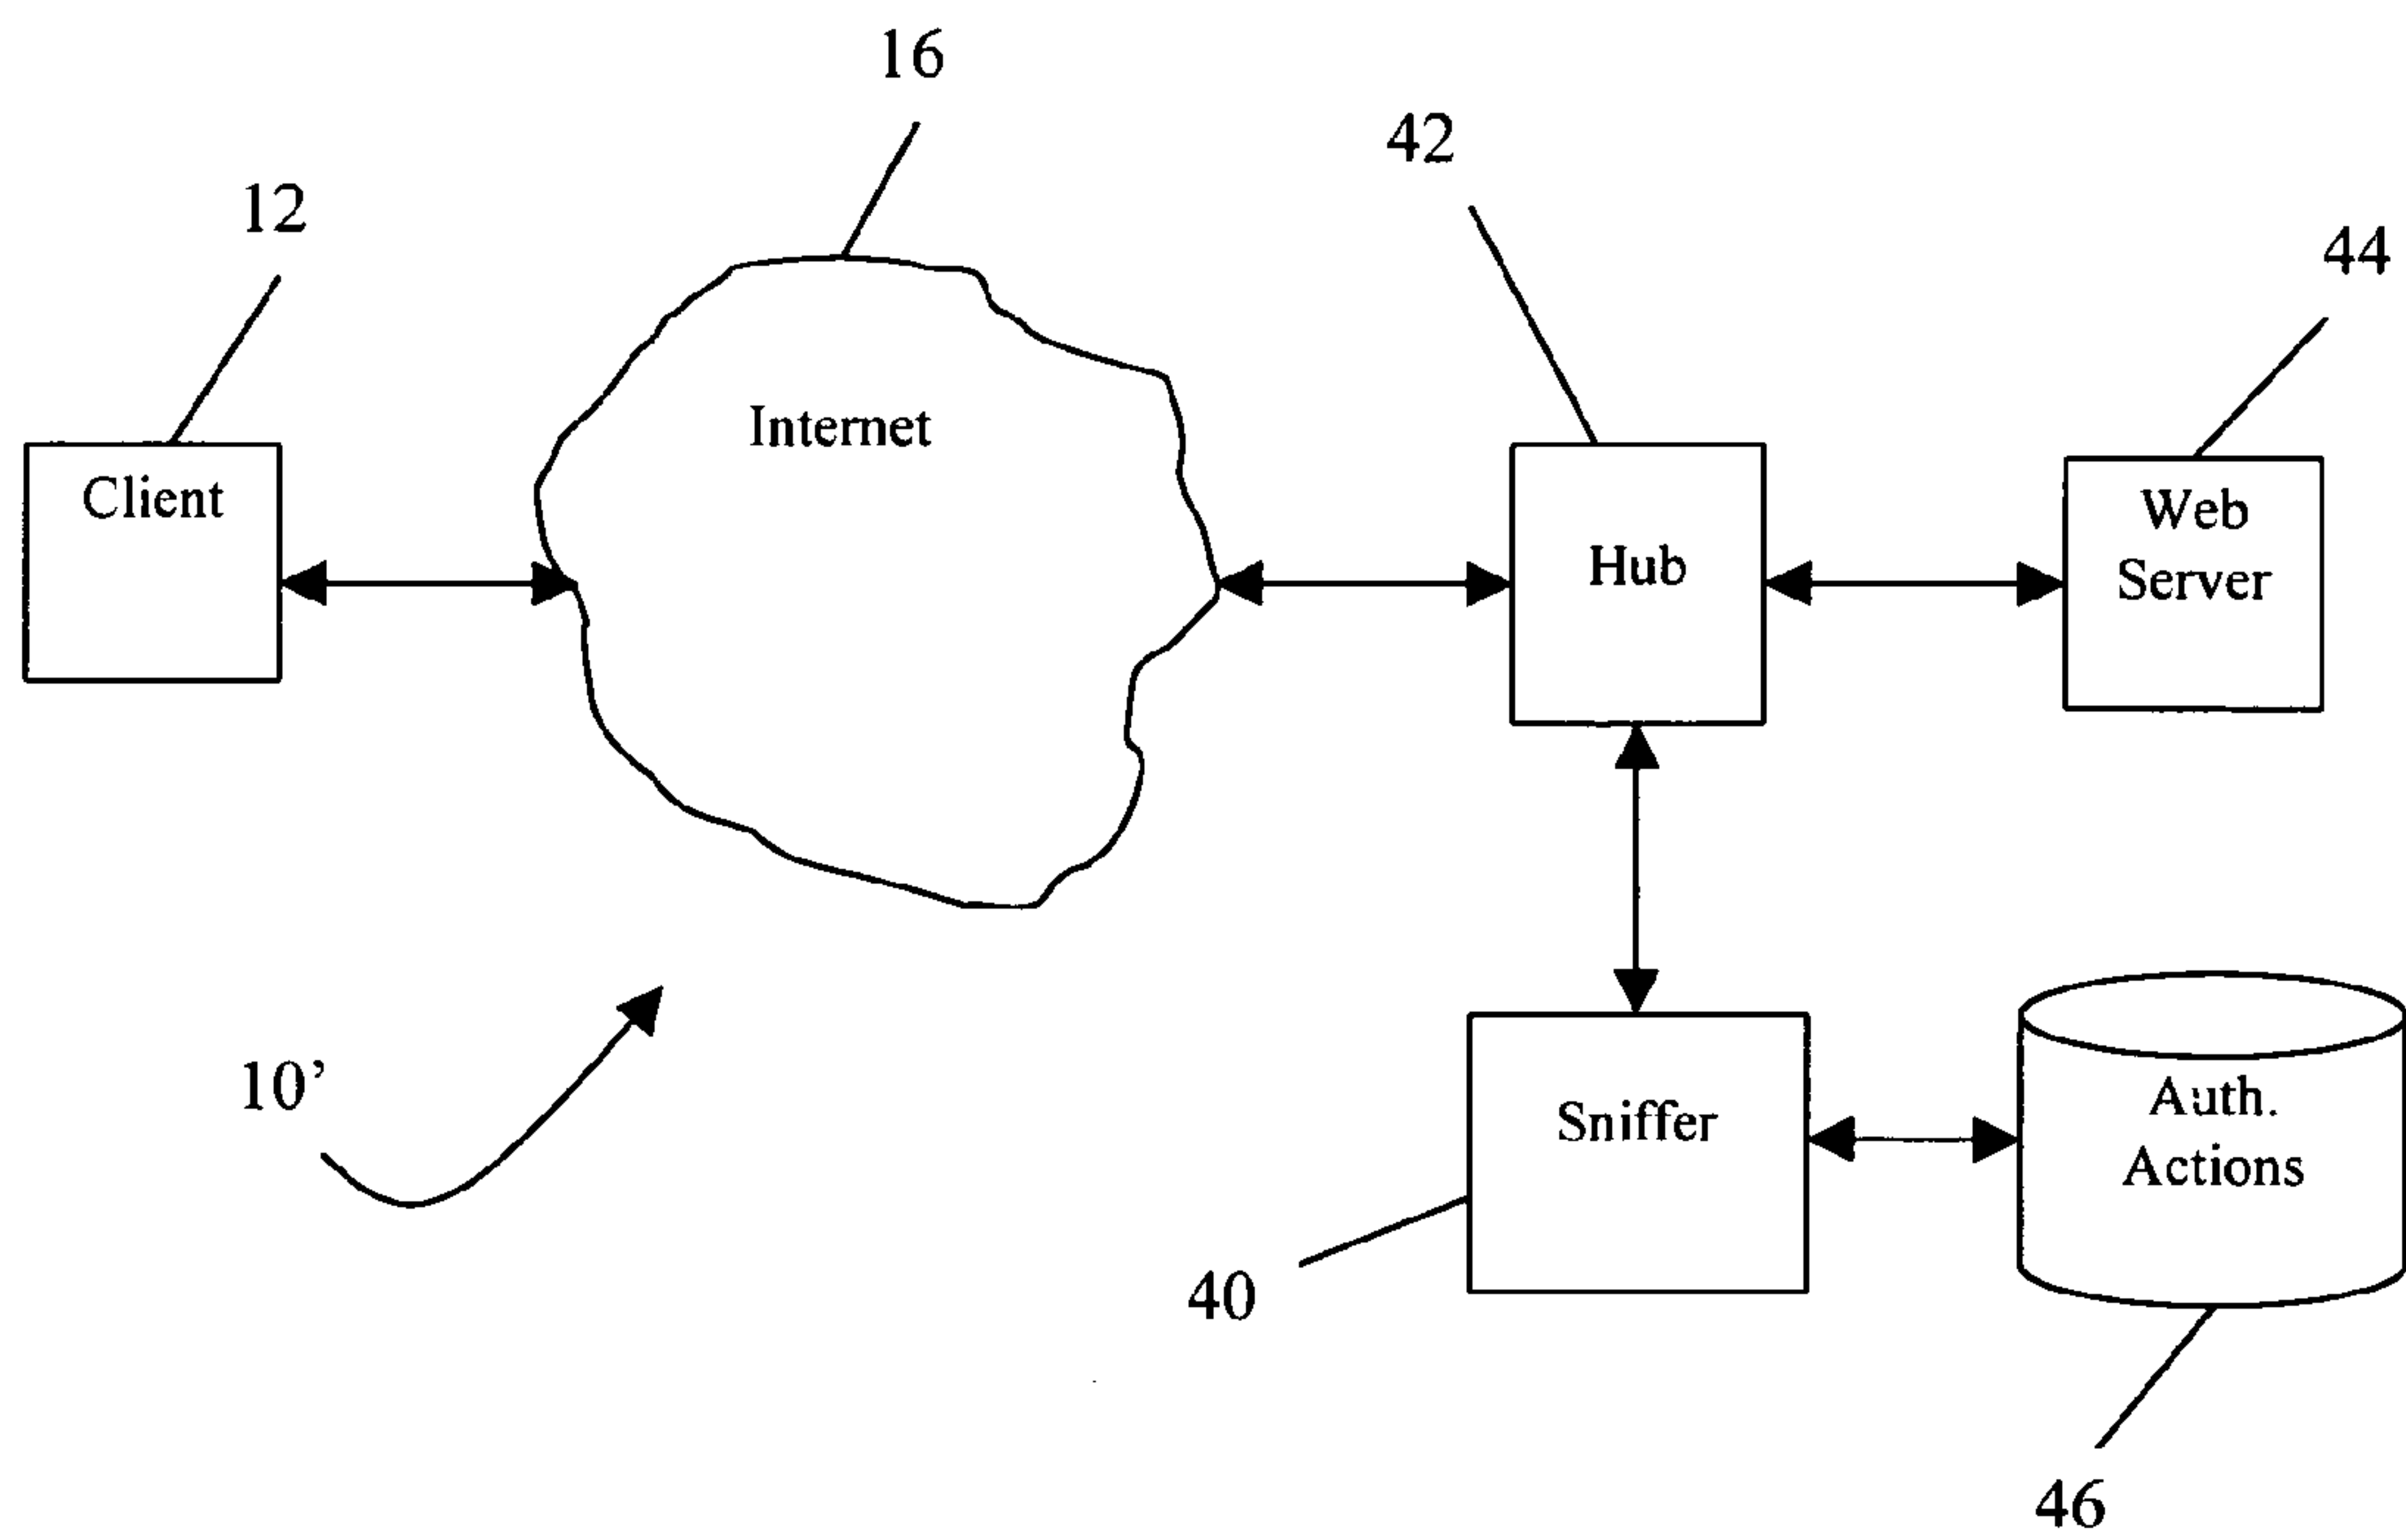 16
42
12
44
Internet
Client
Web
Server
Hub
10’
Sniffer
Auth.
Actions
40
46